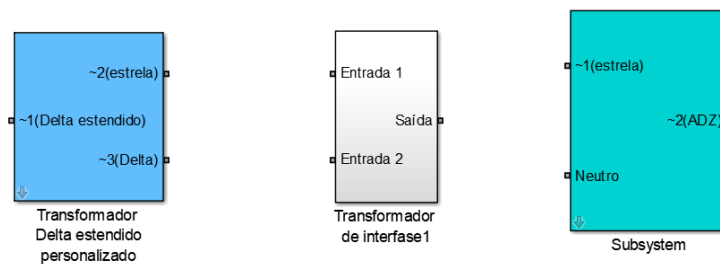 ~2(estrela)
~1(Delta estendido)
~3(Delta)
Transformador
Delta estendido
personalizado
Entrada 1
Saída
Entrada 2
Transformador
de interfase1
~1(estrela)
~2(ADZ)
Neutro
Subsystem